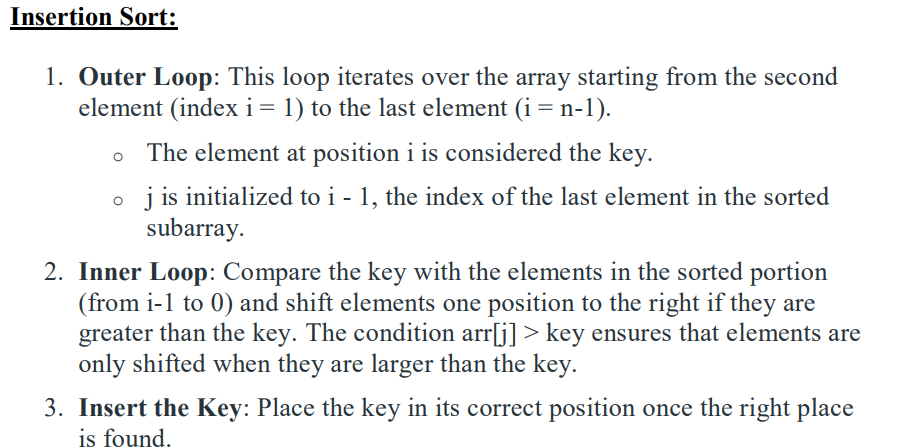 Insertion Sort:
1. Outer Loop: This loop iterates over the array starting from the second
element (index i = 1) to the last element (i = n-1).
o The element at position i is considered the key.
o j is initialized to i - 1, the index of the last element in the sorted
subarray.
2. Inner Loop: Compare the key with the elements in the sorted portion
(from i-1 to 0) and shift elements one position to the right if they are
greater than the key. The condition arr[j] > key ensures that elements are
only shifted when they are larger than the key.
3. Insert the Key: Place the key in its correct position once the right place
is found.